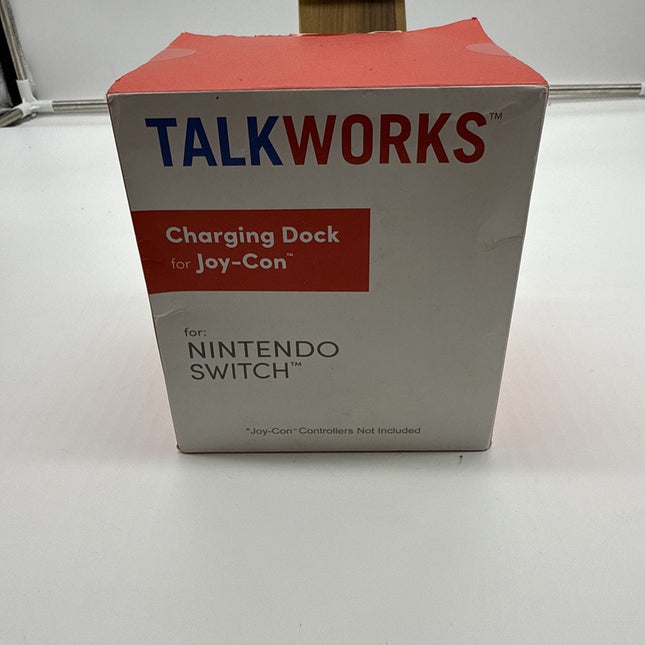 TALKWORKS™
Charging Dock
for Joy-Con™
for:
NINTENDO
SWITCH™
*Joy-Con™ Controllers Not Included